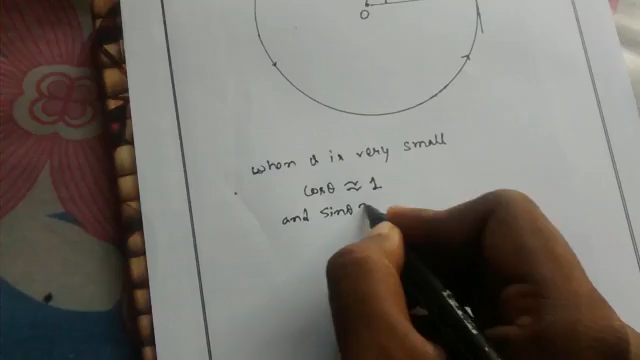 O
when d is very small
cosθ ≈ 1
and sinθ ≈